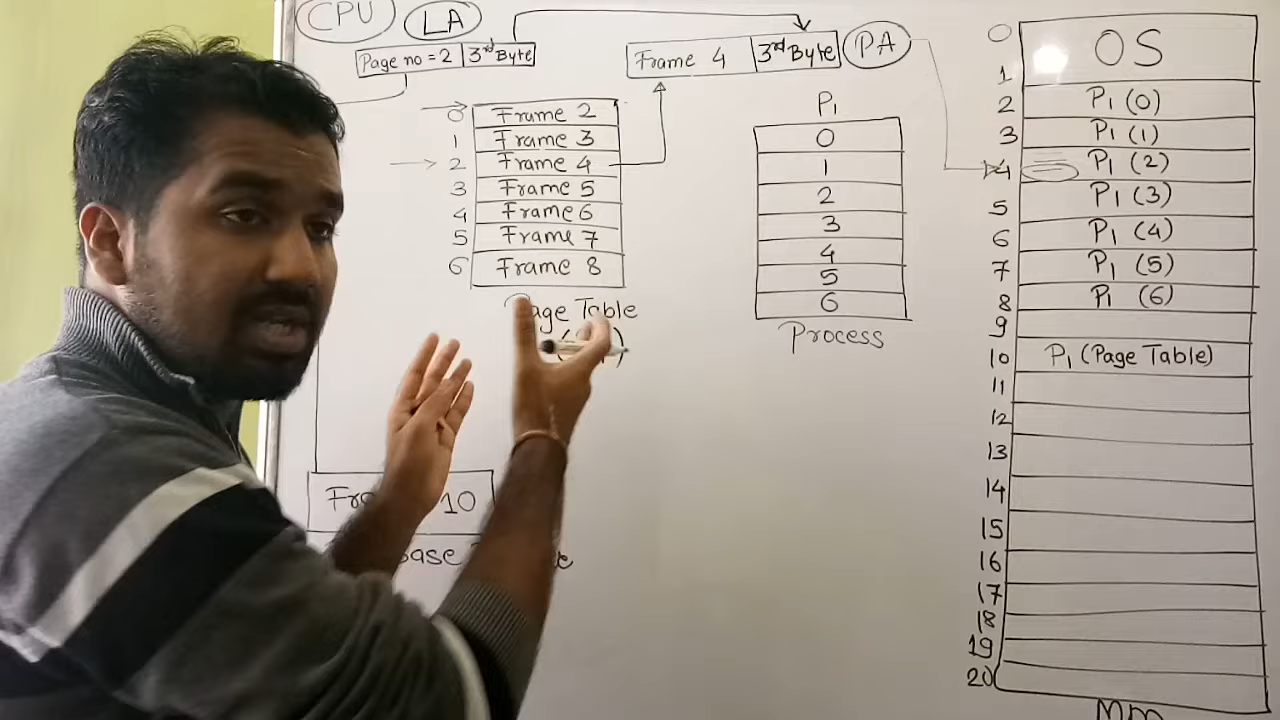 CPU
LA
Page no = 2 3rd Byte
Frame 4 3rd Byte
PA
0 Frame 2
1 Frame 3
2 Frame 4
3 Frame 5
4 Frame 6
5 Frame 7
6 Frame 8
Page Table
10
P1
0
1
2
3
4
5
6
Process
0 OS
1
2 P1 (0)
3 P1 (1)
4 P1 (2)
5 P1 (3)
6 P1 (4)
7 P1 (5)
8 P1 (6)
9
10 P1 (Page Table)
11
12
13
14
15
16
17
18
19
20
MM